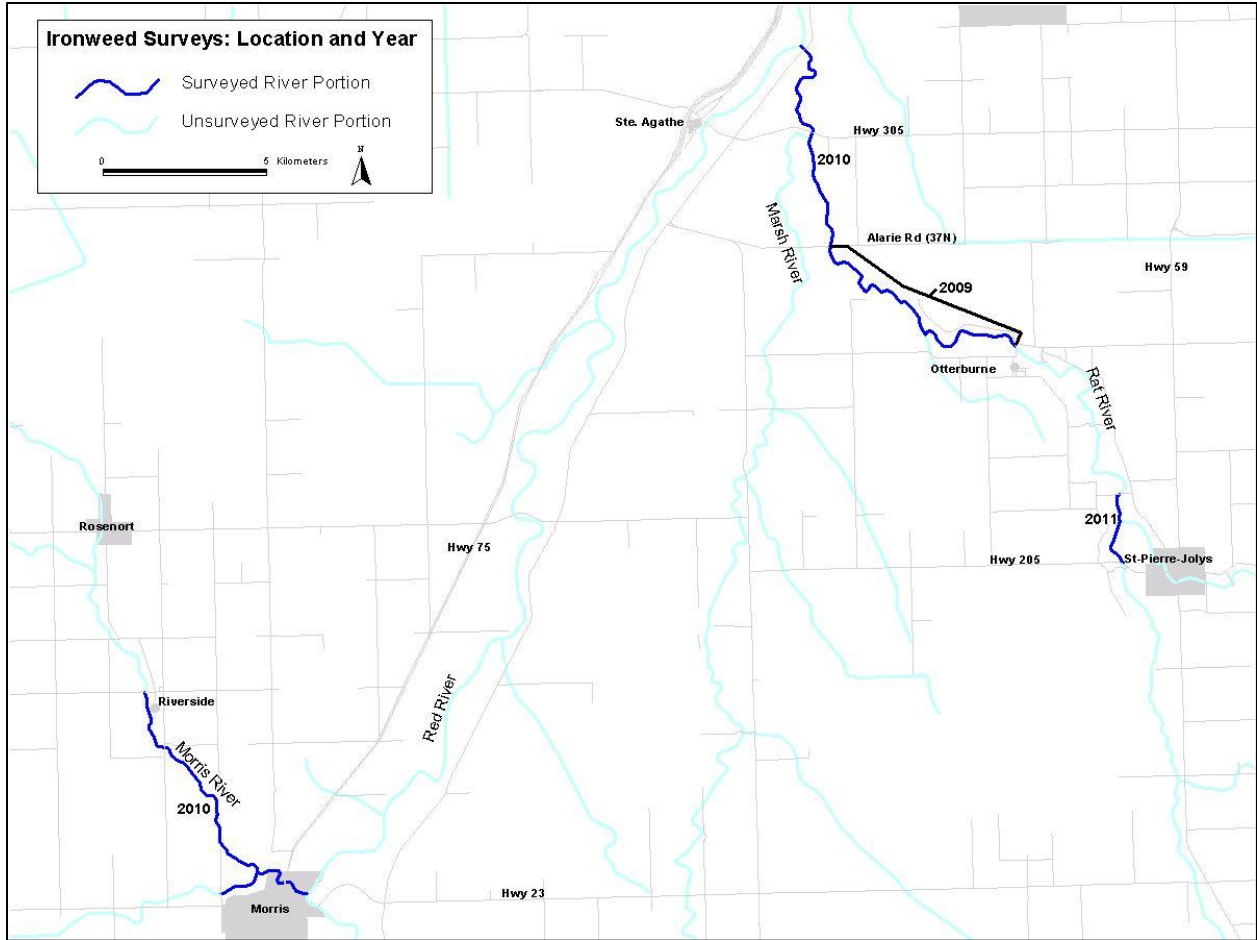 Ironweed Surveys: Location and Year
Surveyed River Portion
Unsurveyed River Portion
0 5 Kilometers
N
Ste. Agathe
Hwy 305
2010
Marsh River
Alarie Rd (37N)
Hwy 59
2009
Otterburne
Rat River
Rosenort
Hwy 75
2011
Hwy 205
St-Pierre-Jolys
Riverside
Red River
Morris River
2010
Hwy 23
Morris